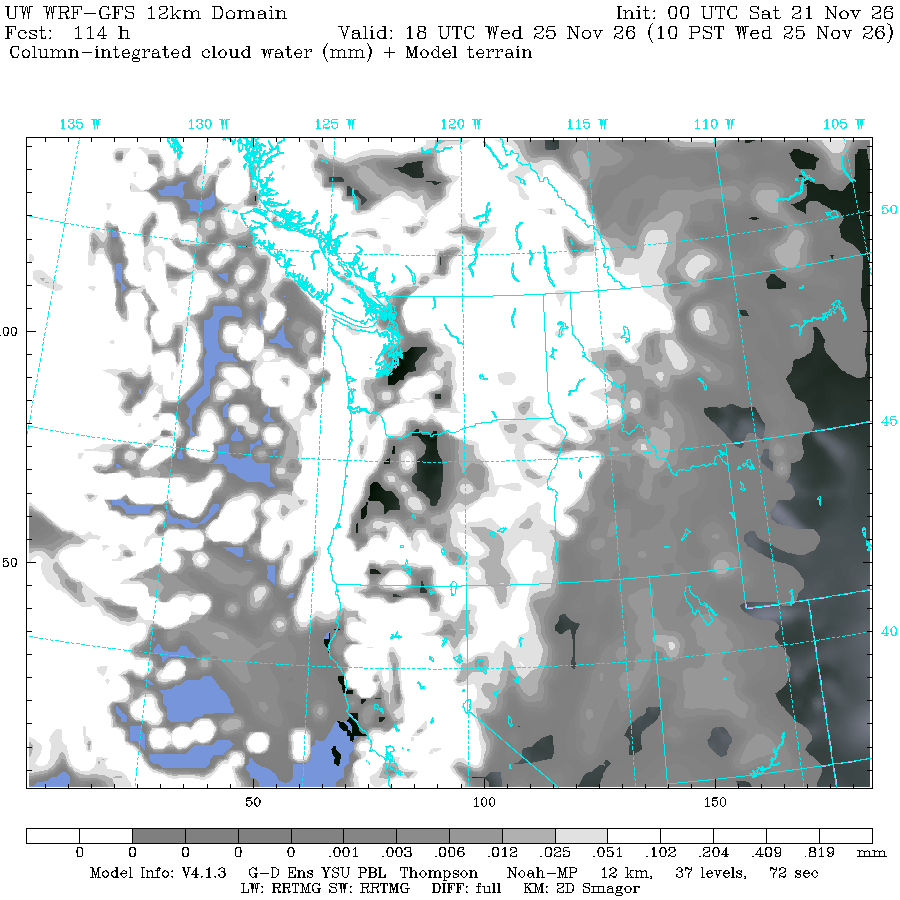 UW WRF-GFS 12km Domain Init: 00 UTC Sat 21 Nov 26
Fcst: 114 h Valid: 18 UTC Wed 25 Nov 26 (10 PST Wed 25 Nov 26)
Column-integrated cloud water (mm) + Model terrain
135 W 130 W 125 W 120 W 115 W 110 W 105 W
50
00
45
50
40
50 100 150
0 0 0 0 .001 .003 .006 .012 .025 .051 .102 .204 .409 .819 mm
Model Info: V4.1.3 G-D Ens YSU PBL Thompson Noah-MP 12 km, 37 levels, 72 sec
LW: RRTMG SW: RRTMG DIFF: full KM: 2D Smagor